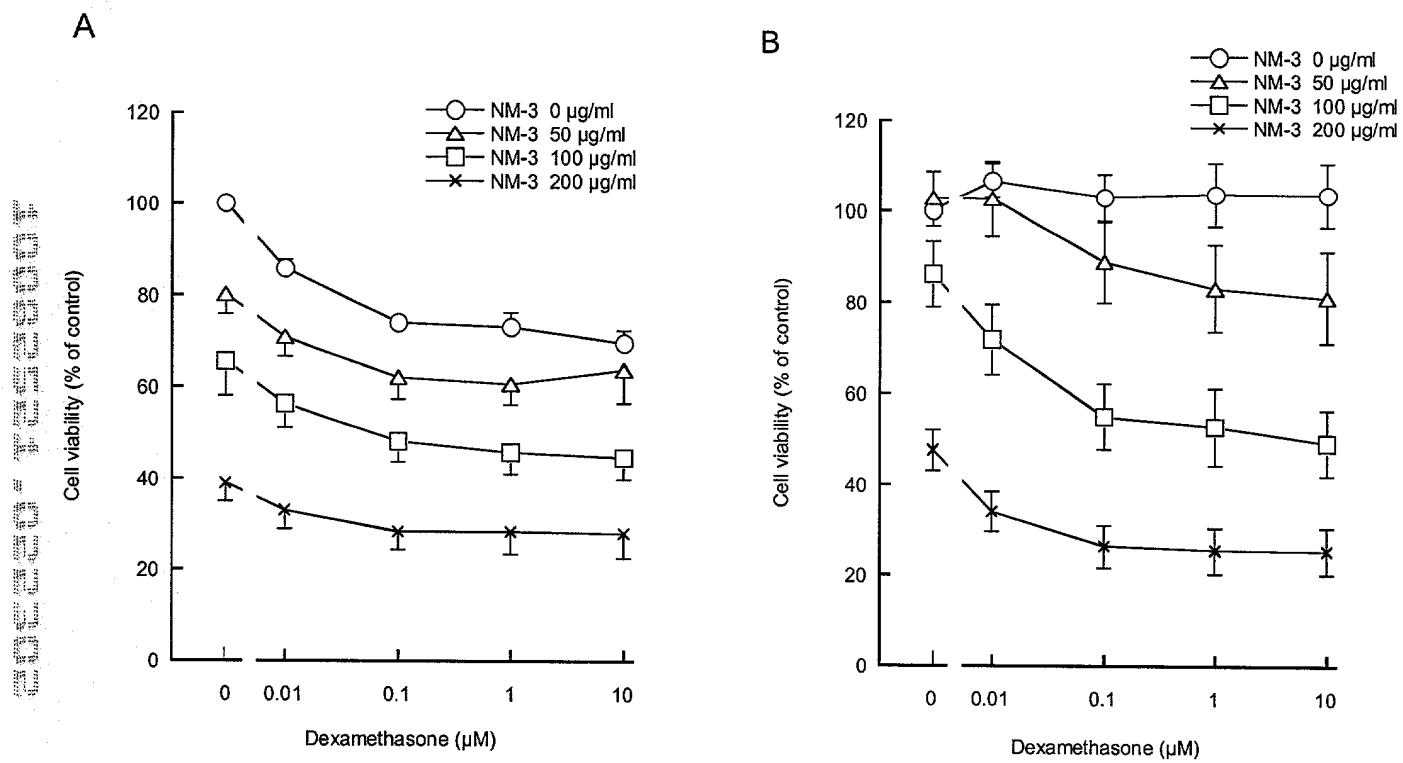 A
NM-3 0 µg/ml
NM-3 50 µg/ml
NM-3 100 µg/ml
NM-3 200 µg/ml
120
100
80
60
40
20
0
Cell viability (% of control)
0 0.01 0.1 1 10
Dexamethasone (µM)
B
NM-3 0 µg/ml
NM-3 50 µg/ml
NM-3 100 µg/ml
NM-3 200 µg/ml
120
100
80
60
40
20
0
Cell viability (% of control)
0 0.01 0.1 1 10
Dexamethasone (µM)